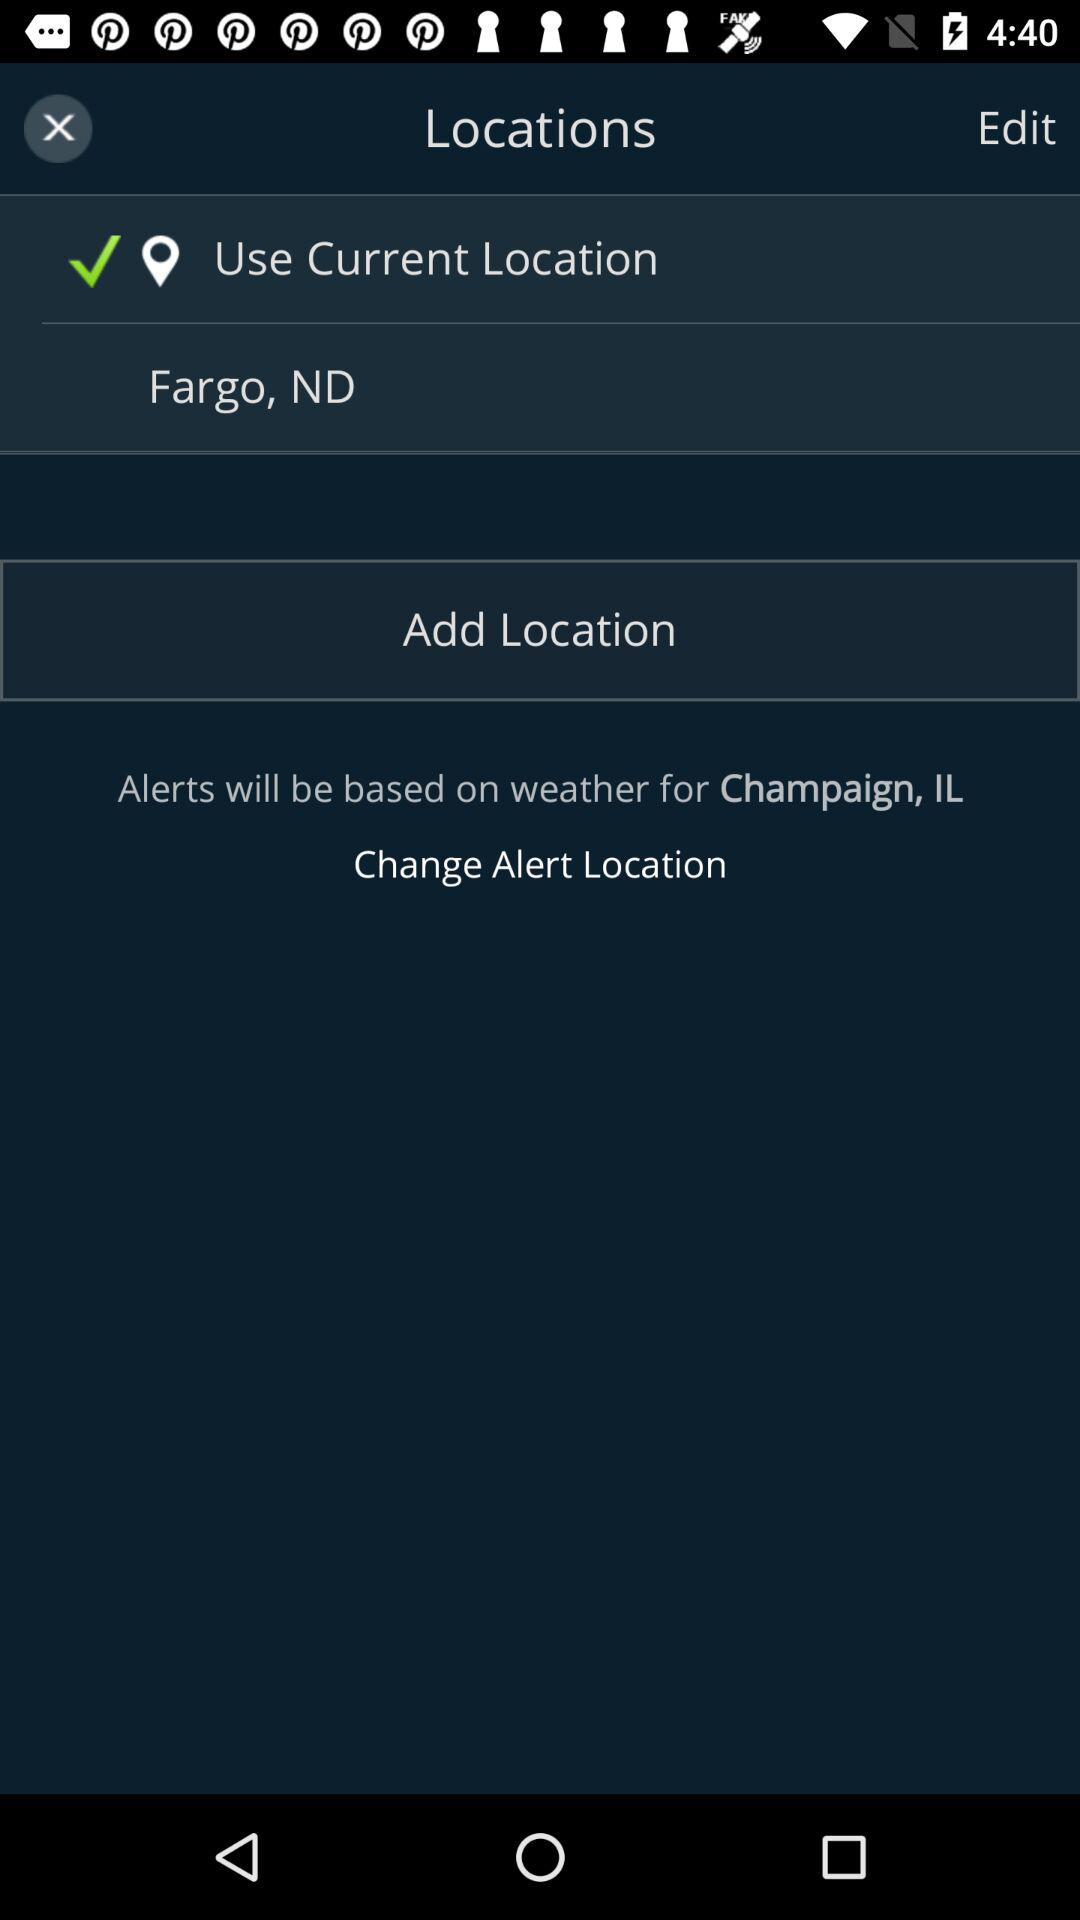 FAKE
4:40
Locations
Edit
Use Current Location
Fargo, ND
Add Location
Alerts will be based on weather for Champaign, IL
Change Alert Location